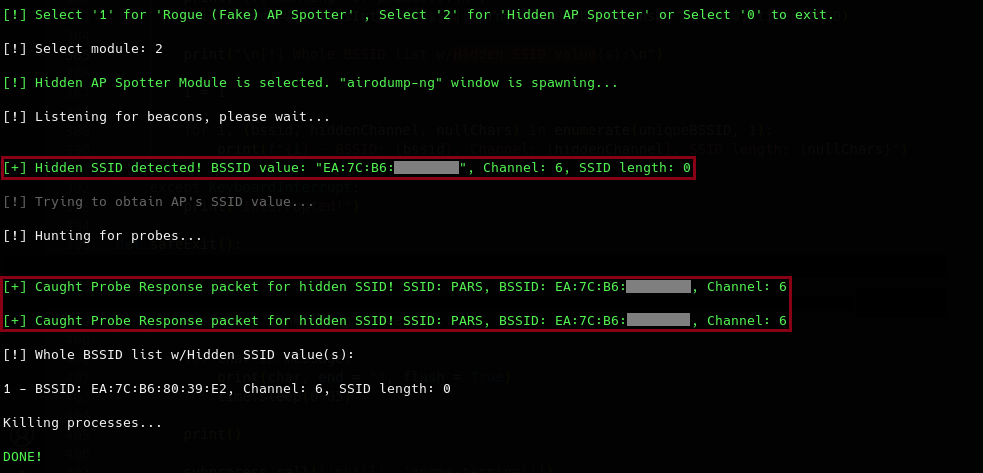 [!] Select '1' for 'Rogue (Fake) AP Spotter' , Select '2' for 'Hidden AP Spotter' or Select '0' to exit.
[!] Select module: 2
[!] Hidden AP Spotter Module is selected. "airodump-ng" window is spawning...
[!] Listening for beacons, please wait...
[+] Hidden SSID detected! BSSID value: "EA:7C:B6: ", Channel: 6, SSID length: 0
[!] Trying to obtain AP's SSID value...
[!] Hunting for probes...
[+] Caught Probe Response packet for hidden SSID! SSID: PARS, BSSID: EA:7C:B6: , Channel: 6
[+] Caught Probe Response packet for hidden SSID! SSID: PARS, BSSID: EA:7C:B6: , Channel: 6
[!] Whole BSSID list w/Hidden SSID value(s):
1 - BSSID: EA:7C:B6:80:39:E2, Channel: 6, SSID length: 0
Killing processes...
DONE!